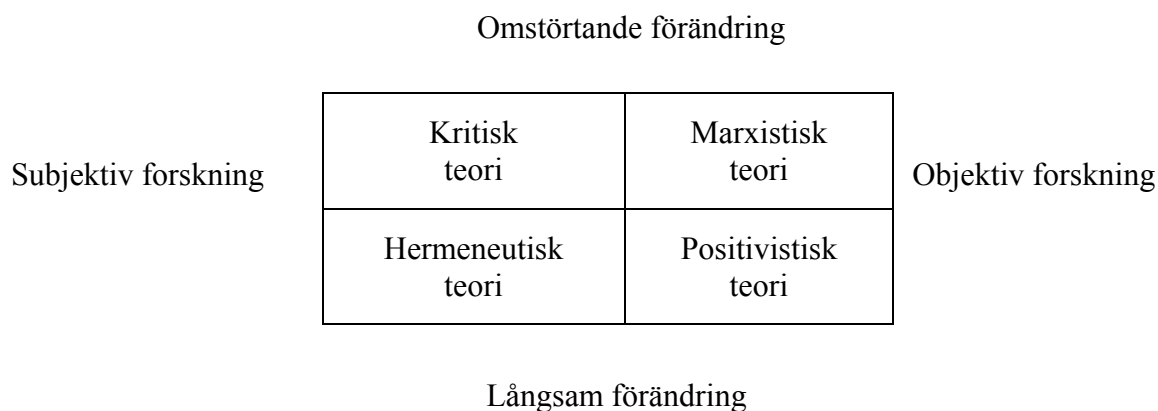 Omstörtande förändring
Kritisk
teori
Marxistisk
teori
Subjektiv forskning
Objektiv forskning
Hermeneutisk
teori
Positivistisk
teori
Långsam förändring